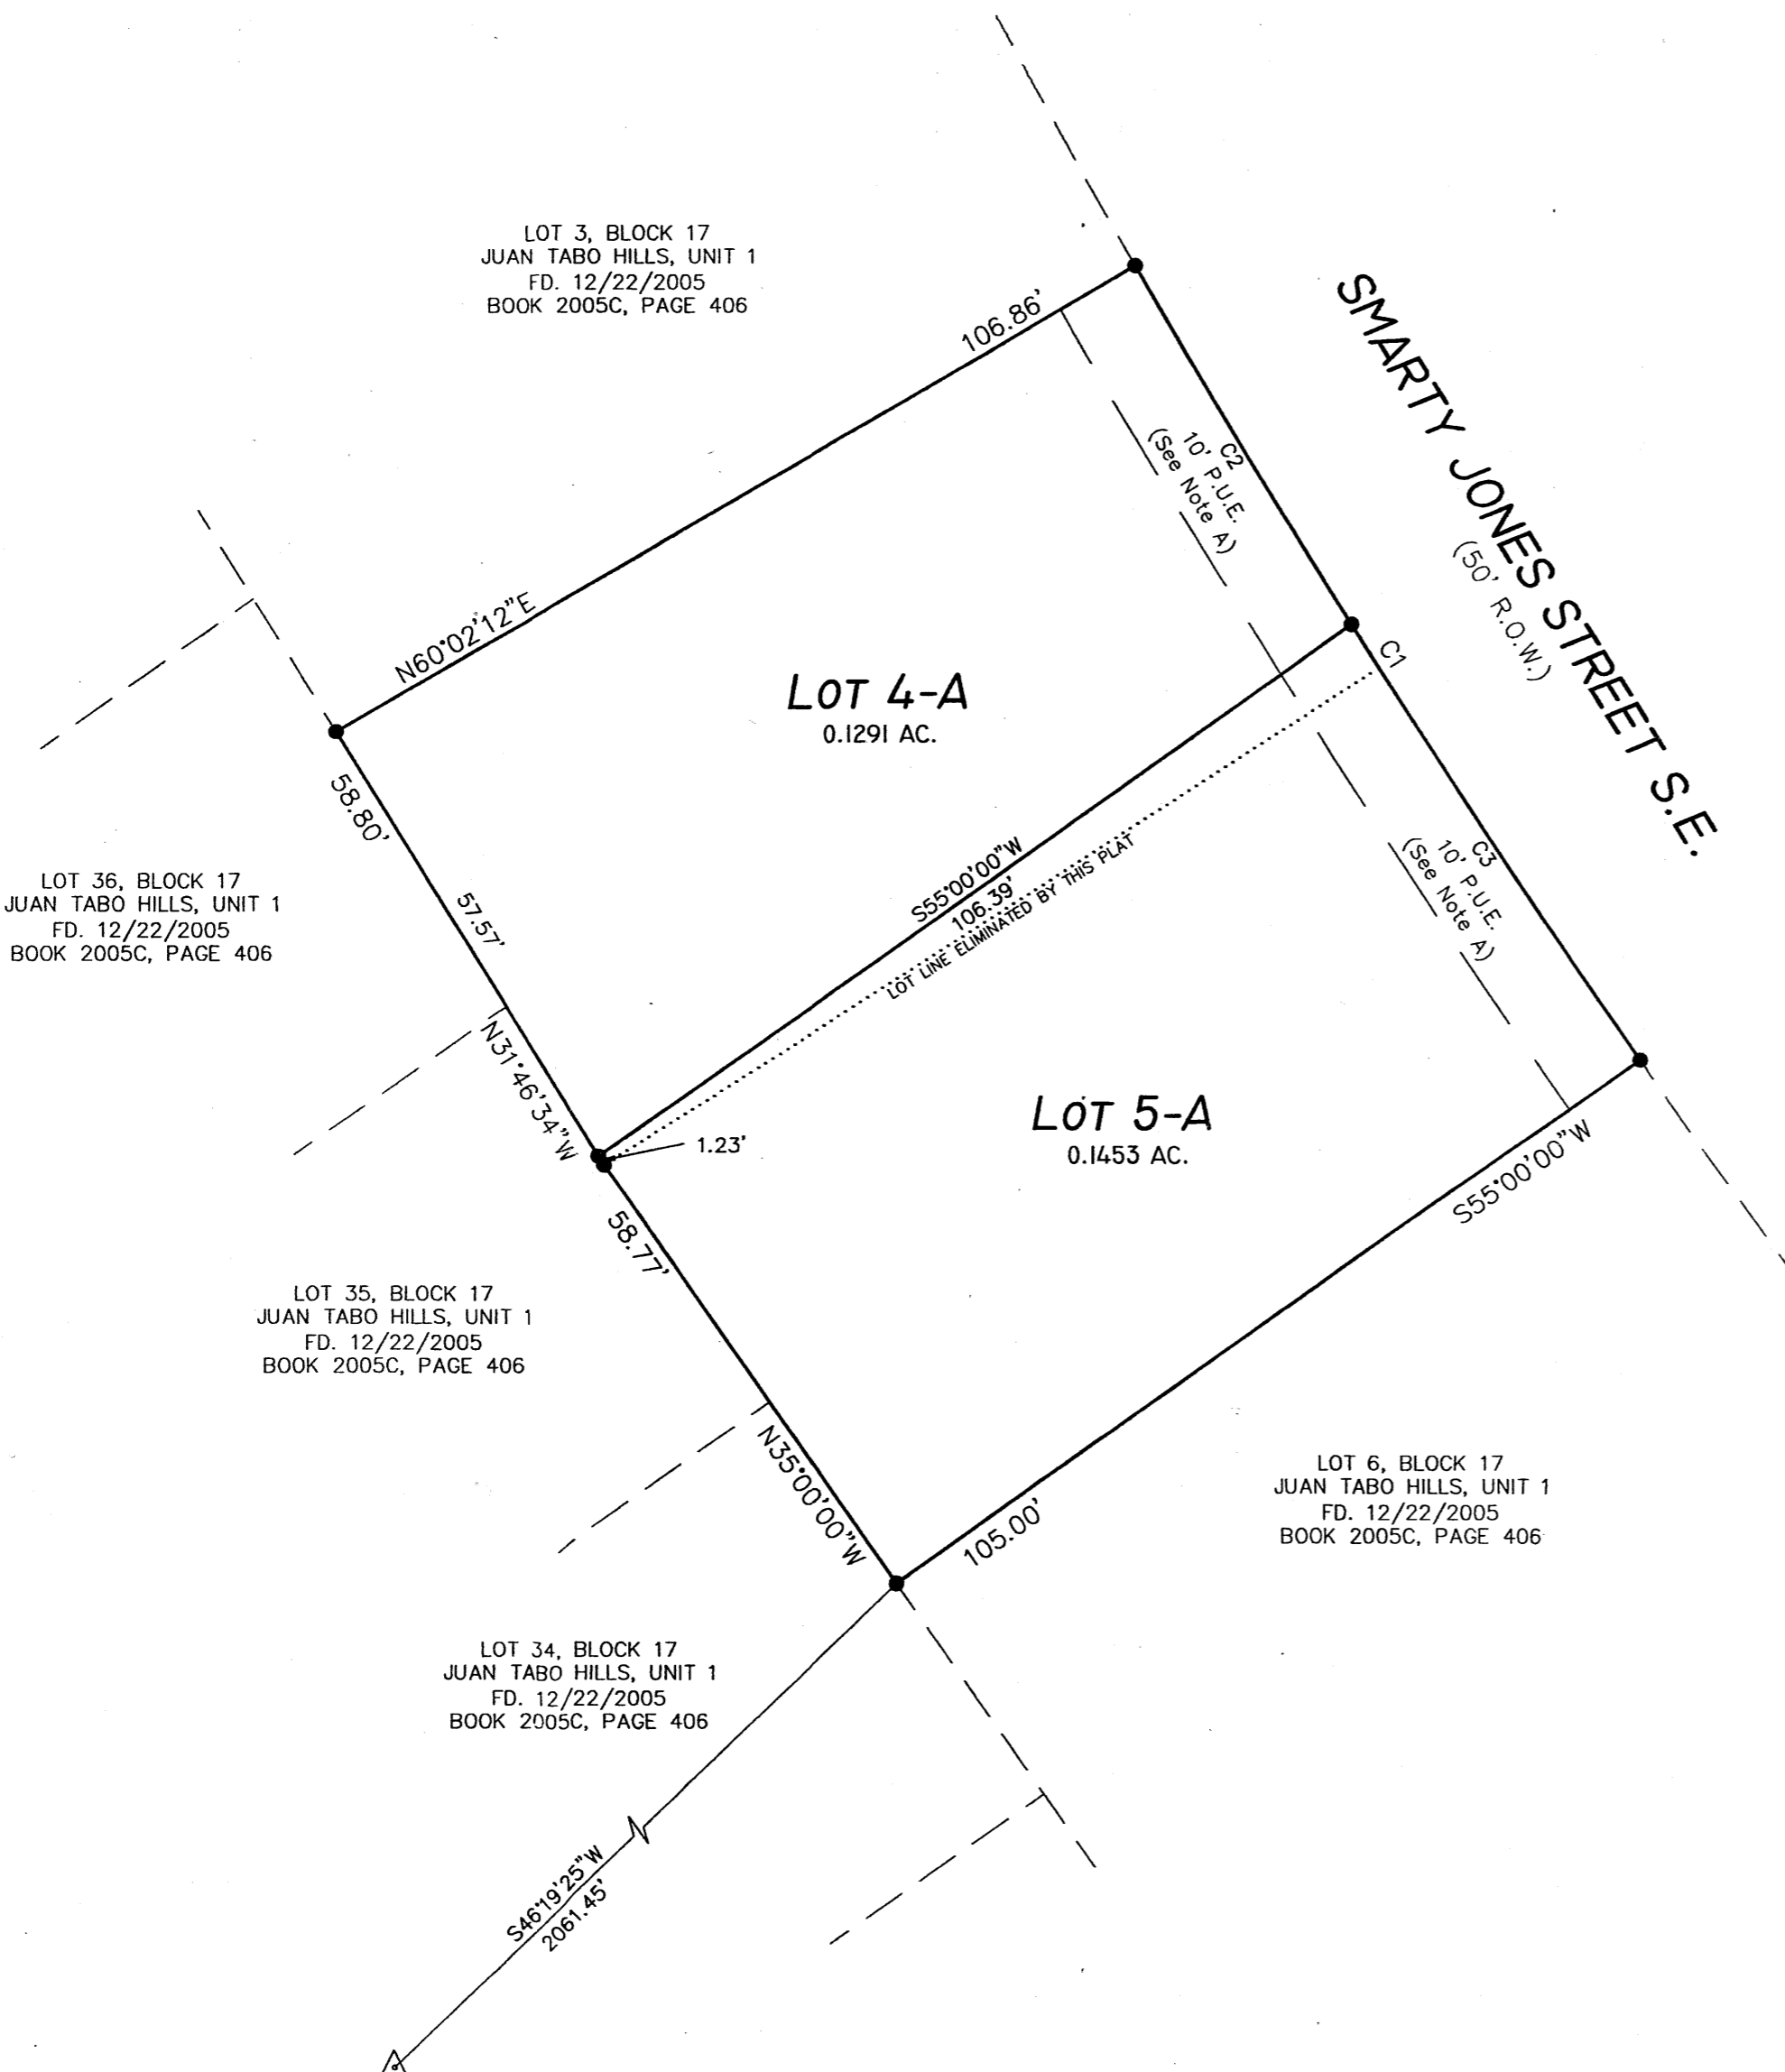 LOT 3, BLOCK 17
JUAN TABO HILLS, UNIT 1
FD. 12/22/2005
BOOK 2005C, PAGE 406
106.86'
N60°02'12"E
SMARTY JONES STREET S.E.
(50' R.O.W.)
C2
10' P.U.E.
(See Note A)
C1
LOT 4-A
0.1291 AC.
58.80'
57.57'
N31°46'34"W
LOT 36, BLOCK 17
JUAN TABO HILLS, UNIT 1
FD. 12/22/2005
BOOK 2005C, PAGE 406
S55°00'00"W
106.39'
LOT LINE ELIMINATED BY THIS PLAT
C3
10' P.U.E.
(See Note A)
LOT 5-A
0.1453 AC.
1.23'
S55°00'00"W
105.00'
58.77'
N35°00'00"W
LOT 35, BLOCK 17
JUAN TABO HILLS, UNIT 1
FD. 12/22/2005
BOOK 2005C, PAGE 406
LOT 6, BLOCK 17
JUAN TABO HILLS, UNIT 1
FD. 12/22/2005
BOOK 2005C, PAGE 406
LOT 34, BLOCK 17
JUAN TABO HILLS, UNIT 1
FD. 12/22/2005
BOOK 2005C, PAGE 406
S46°19'25"W
2061.45'